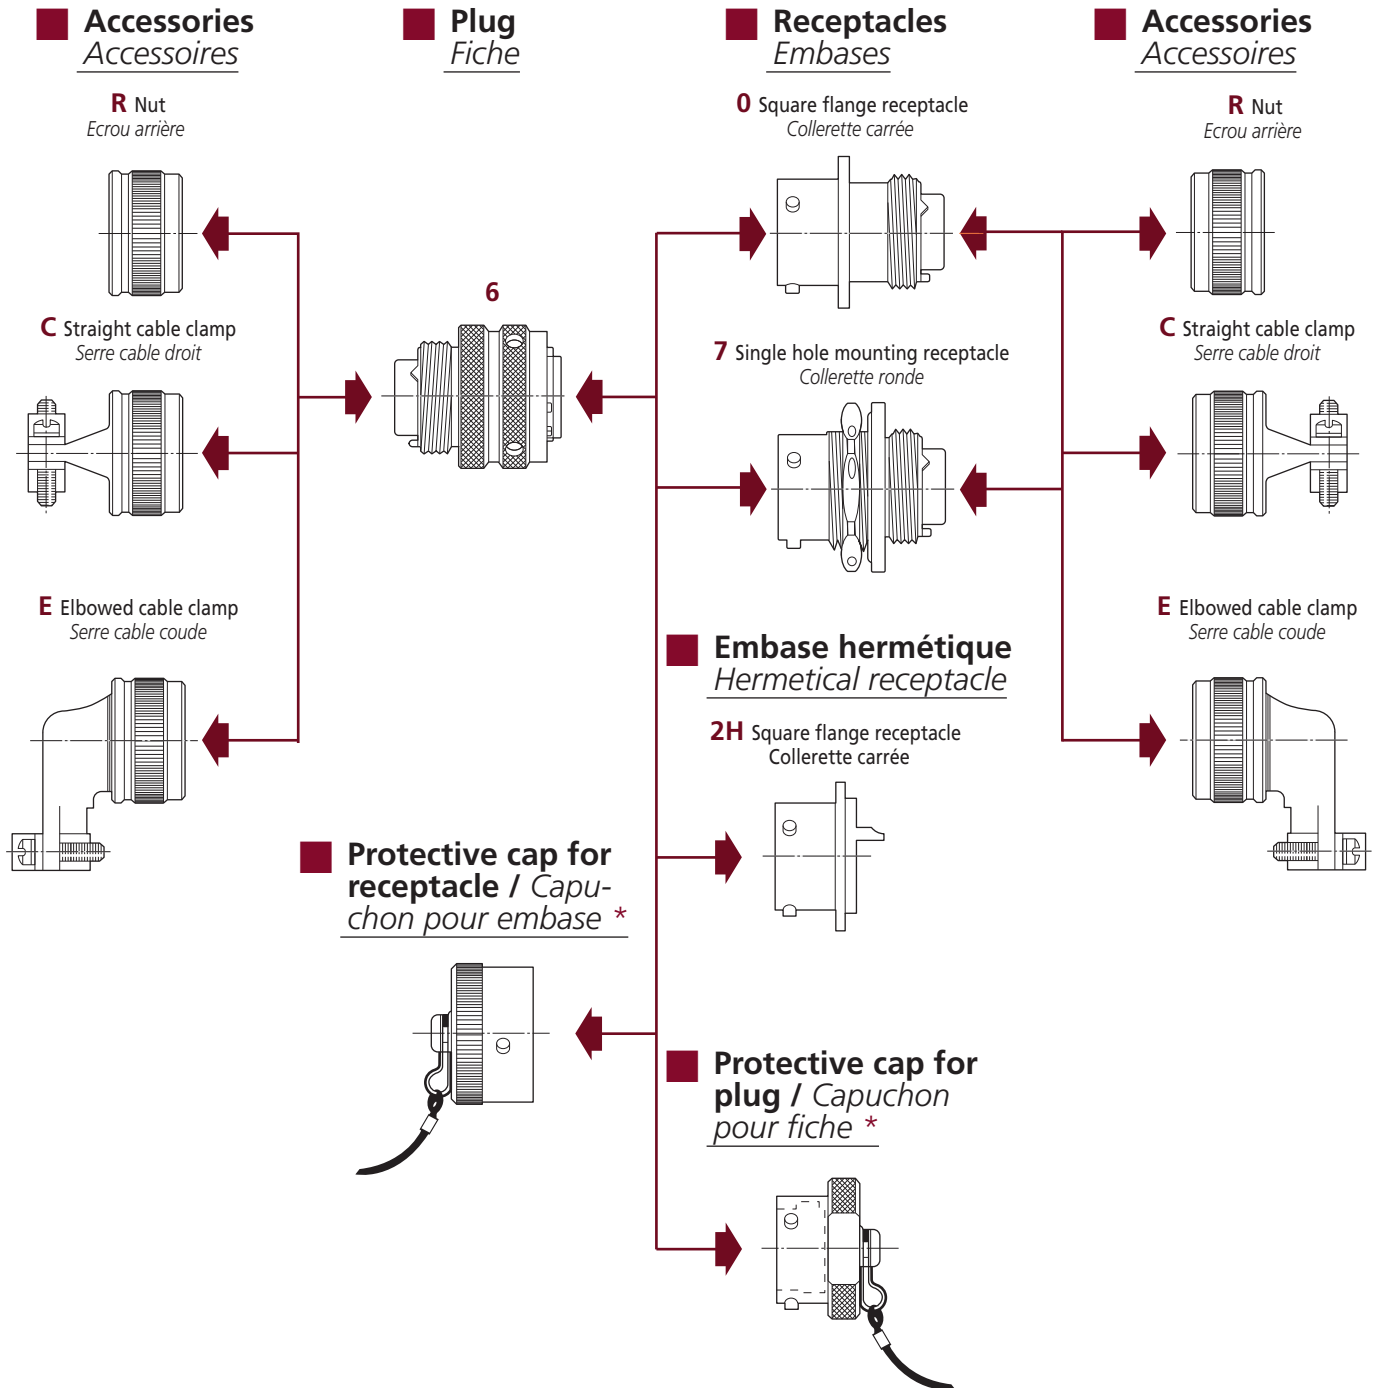 Accessories
Accessoires
R Nut
Ecrou arrière
C Straight cable clamp
Serre cable droit
E Elbowed cable clamp
Serre cable coude
Plug
Fiche
6
Protective cap for
receptacle / Capu-
chon pour embase *
Receptacles
Embases
0 Square flange receptacle
Collerette carrée
7 Single hole mounting receptacle
Collerette ronde
Embase hermétique
Hermetical receptacle
2H Square flange receptacle
Collerette carrée
Protective cap for
plug / Capuchon
pour fiche *
Accessories
Accessoires
R Nut
Ecrou arrière
C Straight cable clamp
Serre cable droit
E Elbowed cable clamp
Serre cable coude